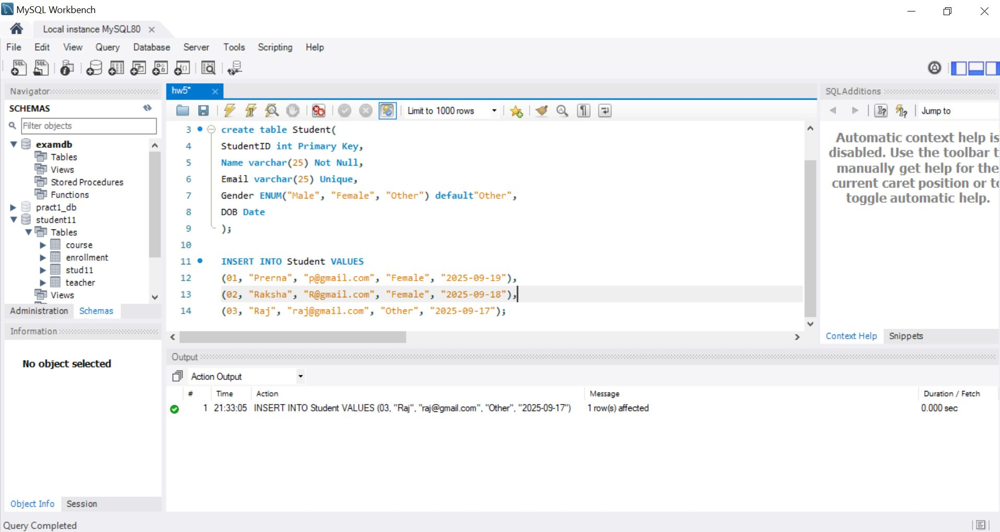 MySQL Workbench
Local instance MySQL80
File Edit View Query Database Server Tools Scripting Help
Navigator
SCHEMAS
Filter objects
examdb
Tables
Views
Stored Procedures
Functions
pract1_db
student11
Tables
course
enrollment
stud11
teacher
Views
Administration Schemas
Information
No object selected
Object Info Session
Query Completed
hw5*
Limit to 1000 rows
3 create table Student(
4 StudentID int Primary Key,
5 Name varchar(25) Not Null,
6 Email varchar(25) Unique,
7 Gender ENUM("Male", "Female", "Other") default"Other",
8 DOB Date
9 );
10
11 INSERT INTO Student VALUES
12 (01, "Prerna", "p@gmail.com", "Female", "2025-09-19"),
13 (02, "Raksha", "R@gmail.com", "Female", "2025-09-18"),
14 (03, "Raj", "raj@gmail.com", "Other", "2025-09-17");
SQLAdditions
Jump to
Automatic context help is
disabled. Use the toolbar t
manually get help for the
current caret position or to
toggle automatic help.
Context Help Snippets
Output
Action Output
# Time Action Message Duration / Fetch
1 21:33:05 INSERT INTO Student VALUES (03, "Raj", "raj@gmail.com", "Other", "2025-09-17") 1 row(s) affected 0.000 sec